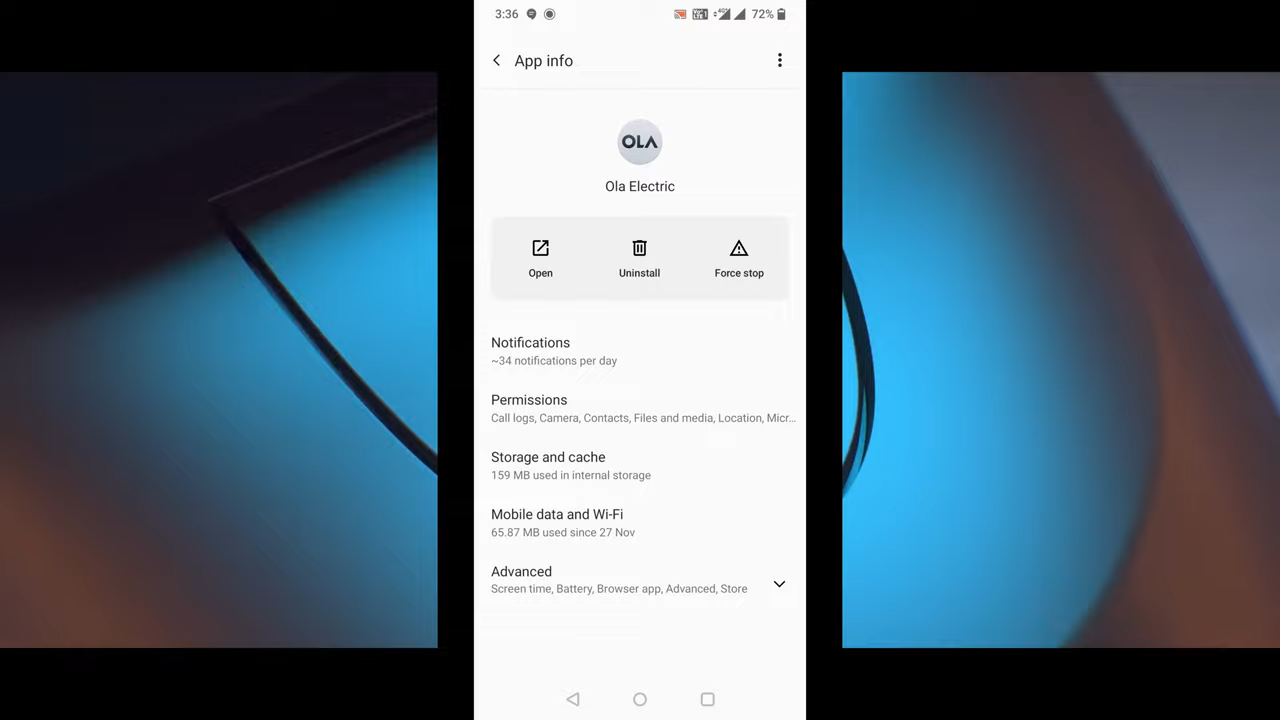 3:36 72%
App info
OLA
Ola Electric
Open Uninstall Force stop
Notifications
~34 notifications per day
Permissions
Call logs, Camera, Contacts, Files and media, Location, Micr...
Storage and cache
159 MB used in internal storage
Mobile data and Wi-Fi
65.87 MB used since 27 Nov
Advanced
Screen time, Battery, Browser app, Advanced, Store